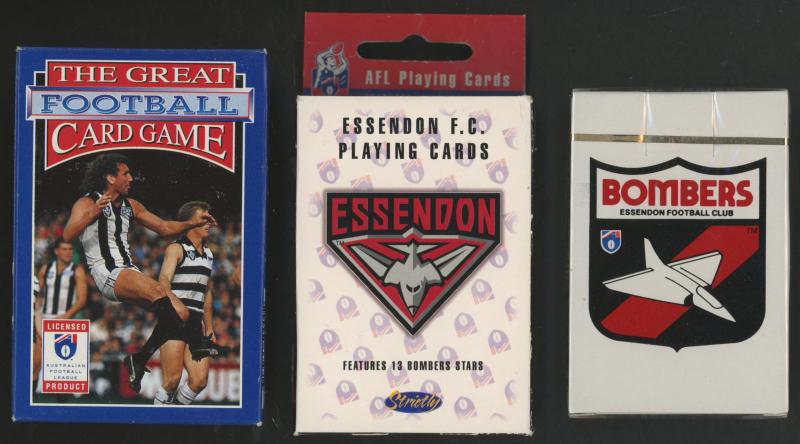 THE GREAT
FOOTBALL
CARD GAME
LICENSED
AUSTRALIAN
FOOTBALL
LEAGUE
PRODUCT
AFL Playing Cards
ESSENDON F.C.
PLAYING CARDS
ESSENDON
TM
FEATURES 13 BOMBERS STARS
Strictly
BOMBERS
ESSENDON FOOTBALL CLUB
TM